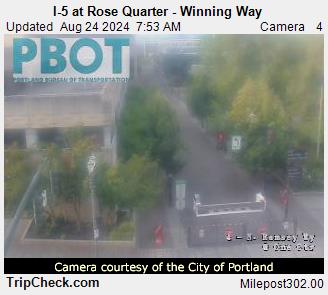 I-5 at Rose Quarter - Winning Way
Updated Aug 24 2024 7:53 AM Camera 4
PBOT
PORTLAND BUREAU OF TRANSPORTATION
Camera courtesy of the City of Portland
TripCheck.com Milepost302.00